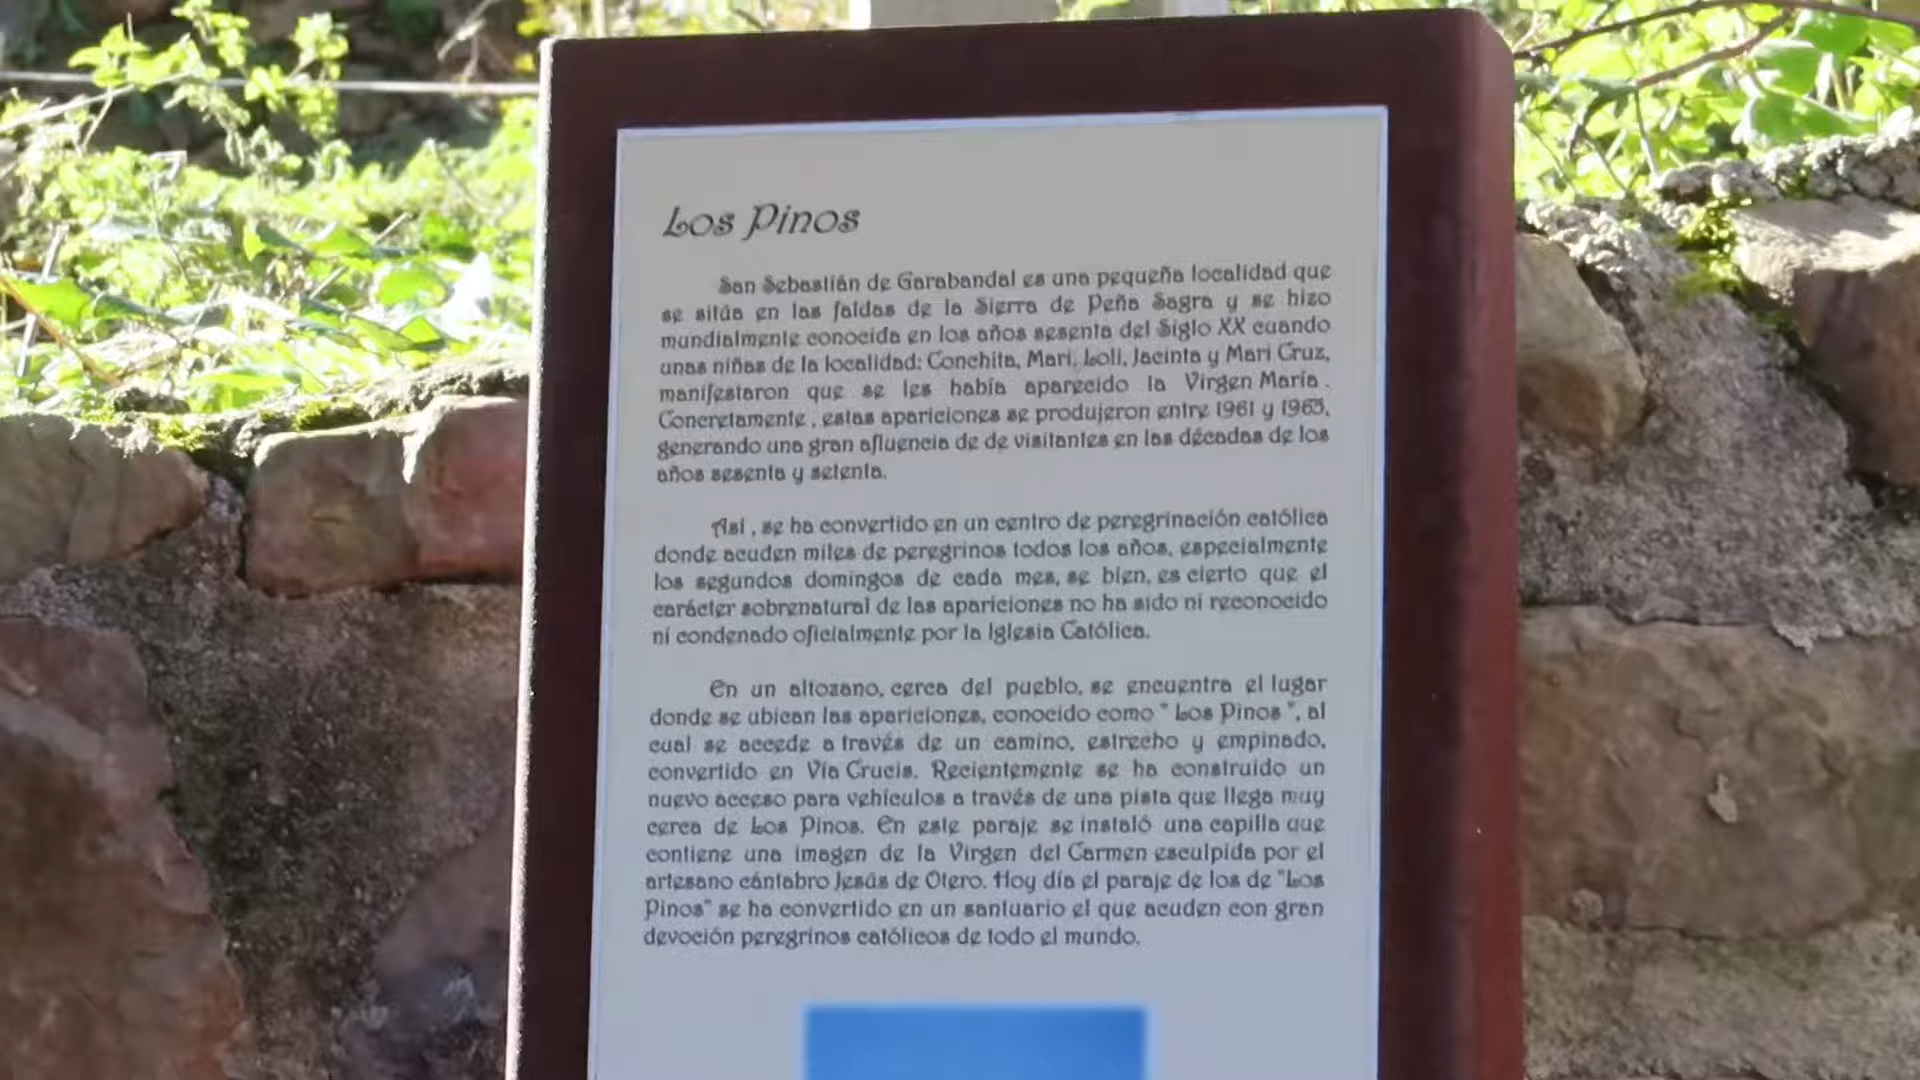 Los Pinos
San Sebastián de Garabandal es una pequeña localidad que
se sitúa en las faldas de la Sierra de Peña Sagra y se hizo
mundialmente conocida en los años sesenta del Siglo XX cuando
unas niñas de la localidad: Conchita, Mari, Loli, Jacinta y Mari Cruz,
manifestaron que se les había aparecido la Virgen María .
Concretamente , estas apariciones se produjeron entre 1961 y 1965,
generando una gran afluencia de de visitantes en las décadas de los
años sesenta y setenta.
Así , se ha convertido en un centro de peregrinación católica
donde acuden miles de peregrinos todos los años, especialmente
los segundos domingos de cada mes, se bien, es cierto que el
carácter sobrenatural de las apariciones no ha sido ni reconocido
ni condenado oficialmente por la Iglesia Católica.
En un altozano, cerca del pueblo, se encuentra el lugar
donde se ubican las apariciones, conocido como " Los Pinos ", al
cual se accede a través de un camino, estrecho y empinado,
convertido en Vía Crucis. Recientemente se ha construido un
nuevo acceso para vehículos a través de una pista que llega muy
cerca de Los Pinos. En este paraje se instaló una capilla que
contiene una imagen de la Virgen del Carmen esculpida por el
artesano cántabro Jesús de Otero. Hoy día el paraje de los de "Los
Pinos" se ha convertido en un santuario el que acuden con gran
devoción peregrinos católicos de todo el mundo.